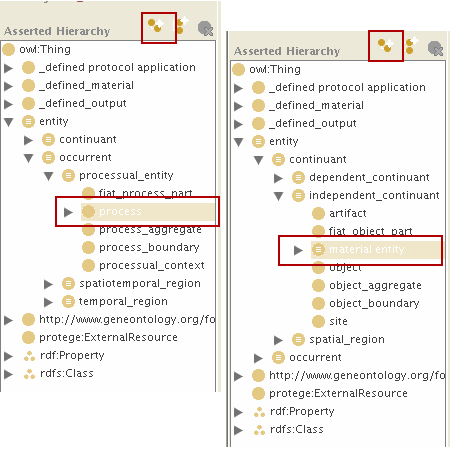 Asserted Hierarchy
owl:Thing
_defined protocol application
_defined_material
_defined_output
entity
continuant
occurrent
processual_entity
fiat_process_part
process
process_aggregate
process_boundary
processual_context
spatiotemporal_region
temporal_region
http://www.geneontology.org/fo
protege:ExternalResource
rdf:Property
rdfs:Class
Asserted Hierarchy
owl:Thing
_defined protocol application
_defined_material
_defined_output
entity
continuant
dependent_continuant
independent_continuant
artifact
fiat_object_part
material entity
object
object_aggregate
object_boundary
site
spatial_region
occurrent
http://www.geneontology.org/fo
protege:ExternalResource
rdf:Property
rdfs:Class